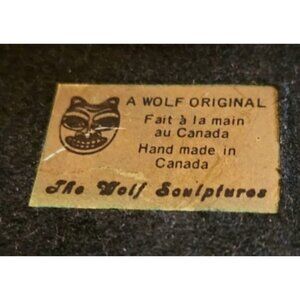 A WOLF ORIGINAL
Fait à la main
au Canada
Hand made in
Canada
The Wolf Sculptures